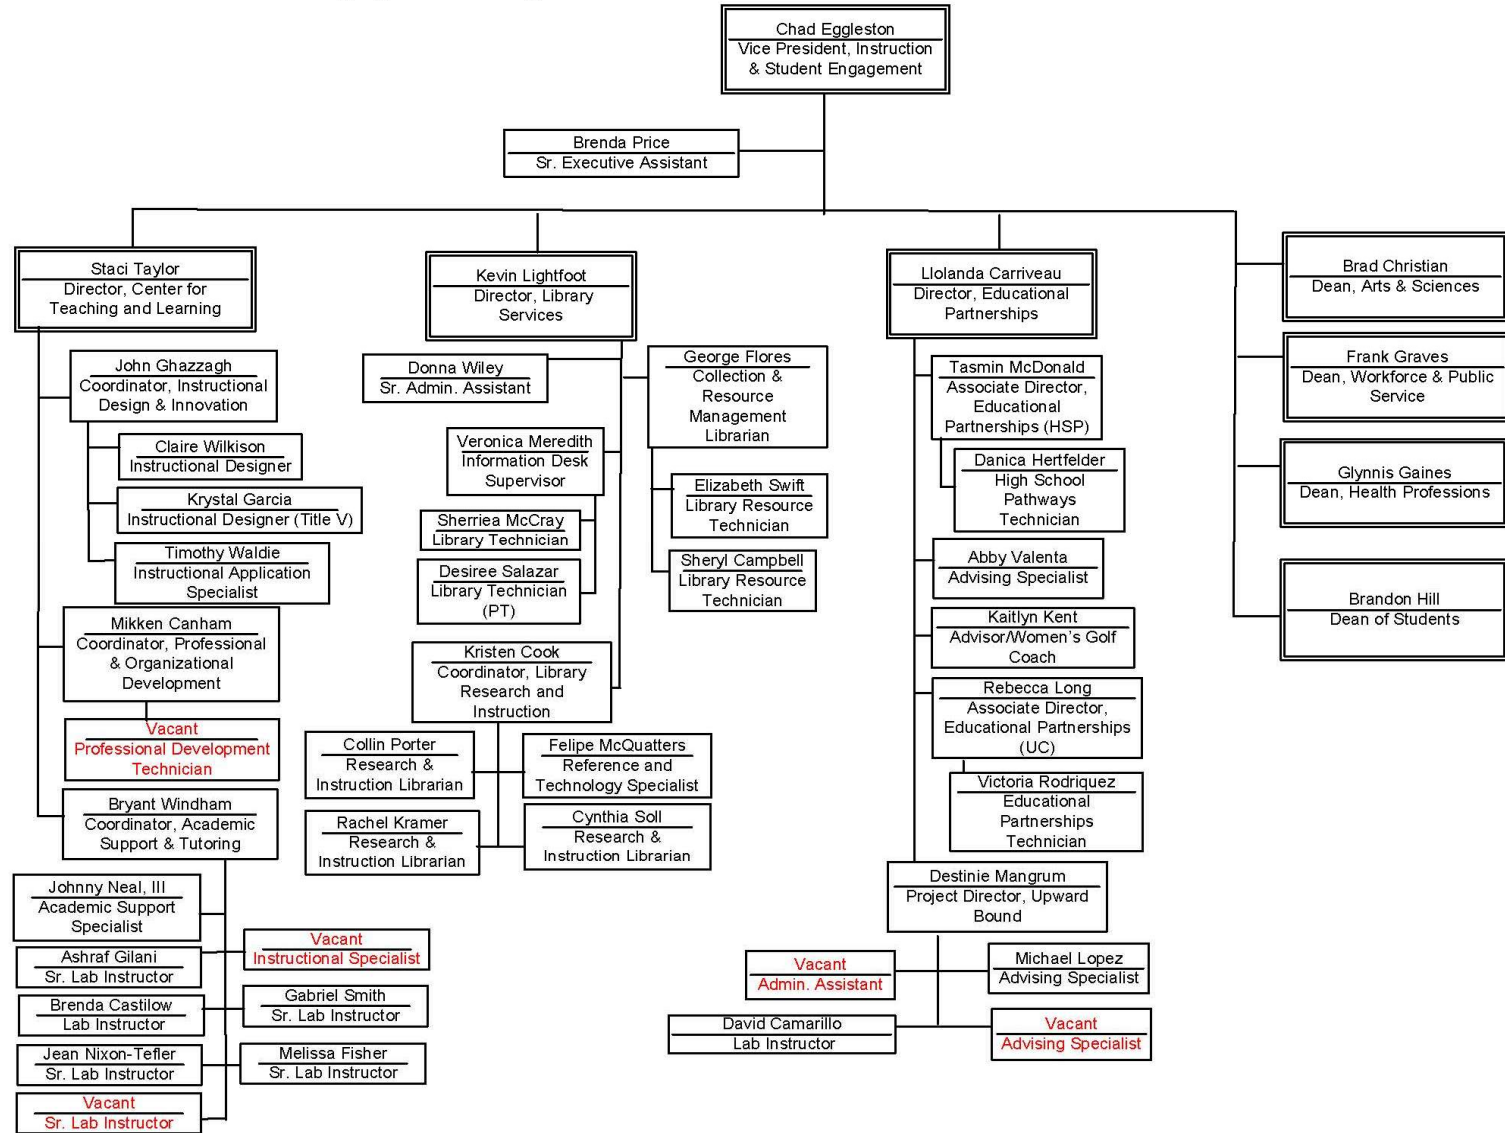 Chad Eggleston
Vice President, Instruction
& Student Engagement
Brenda Price
Sr. Executive Assistant
Staci Taylor
Director, Center for
Teaching and Learning
John Ghazzagh
Coordinator, Instructional
Design & Innovation
Claire Wilkison
Instructional Designer
Krystal Garcia
Instructional Designer (Title V)
Timothy Waldie
Instructional Application
Specialist
Mikken Canham
Coordinator, Professional
& Organizational
Development
Vacant
Professional Development
Technician
Bryant Windham
Coordinator, Academic
Support & Tutoring
Johnny Neal, III
Academic Support
Specialist
Vacant
Instructional Specialist
Ashraf Gilani
Sr. Lab Instructor
Brenda Castilow
Lab Instructor
Gabriel Smith
Sr. Lab Instructor
Jean Nixon-Tefler
Sr. Lab Instructor
Melissa Fisher
Sr. Lab Instructor
Vacant
Sr. Lab Instructor
Kevin Lightfoot
Director, Library
Services
Donna Wiley
Sr. Admin. Assistant
George Flores
Collection &
Resource
Management
Librarian
Elizabeth Swift
Library Resource
Technician
Sheryl Campbell
Library Resource
Technician
Veronica Meredith
Information Desk
Supervisor
Sherriea McCray
Library Technician
Desiree Salazar
Library Technician
(PT)
Kristen Cook
Coordinator, Library
Research and
Instruction
Collin Porter
Research &
Instruction Librarian
Felipe McQuatters
Reference and
Technology Specialist
Rachel Kramer
Research &
Instruction Librarian
Cynthia Soll
Research &
Instruction Librarian
Llolanda Carriveau
Director, Educational
Partnerships
Tasmin McDonald
Associate Director,
Educational
Partnerships (HSP)
Danica Hertfelder
High School
Pathways
Technician
Abby Valenta
Advising Specialist
Kaitlyn Kent
Advisor/Women's Golf
Coach
Rebecca Long
Associate Director,
Educational Partnerships
(UC)
Victoria Rodriquez
Educational
Partnerships
Technician
Destinie Mangrum
Project Director, Upward
Bound
Vacant
Admin. Assistant
Michael Lopez
Advising Specialist
David Camarillo
Lab Instructor
Vacant
Advising Specialist
Brad Christian
Dean, Arts & Sciences
Frank Graves
Dean, Workforce & Public
Service
Glynnis Gaines
Dean, Health Professions
Brandon Hill
Dean of Students